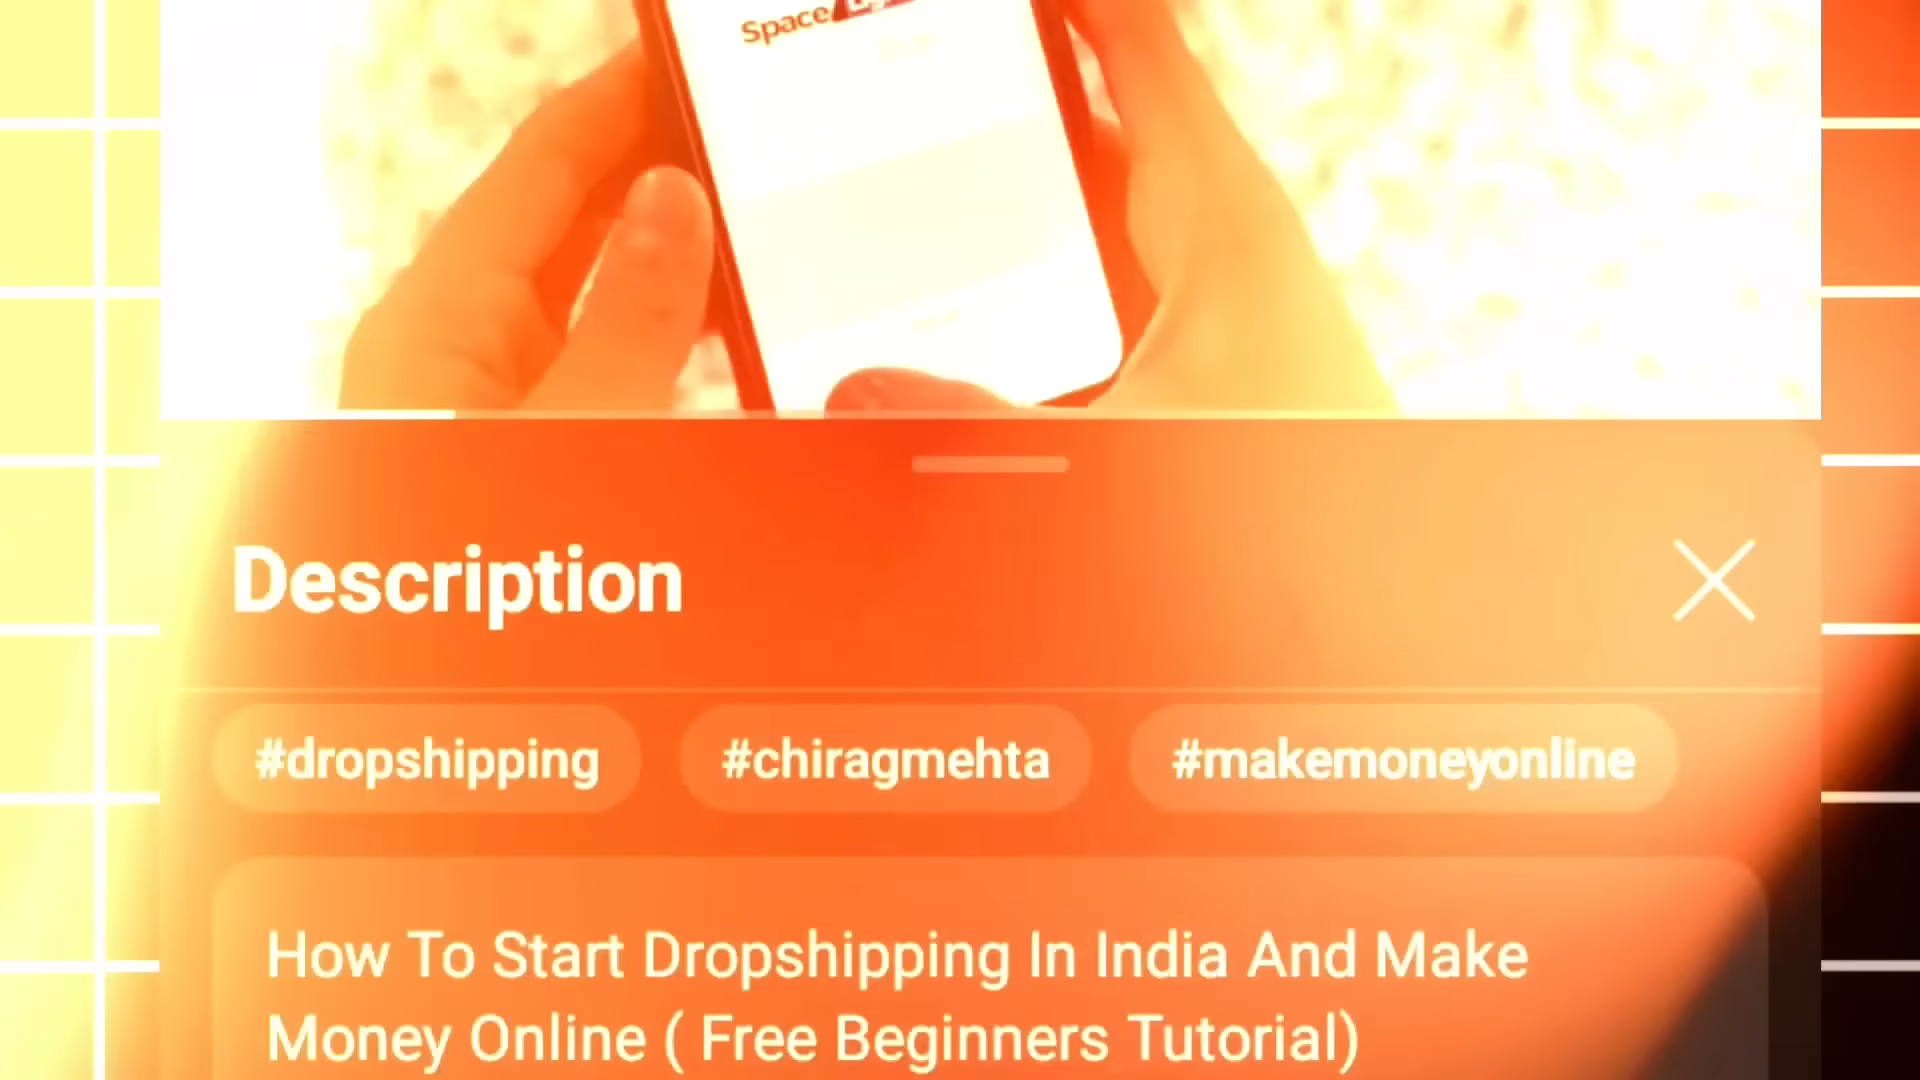 Space
Description
#dropshipping #chiragmehta #makemoneyonline
How To Start Dropshipping In India And Make
Money Online ( Free Beginners Tutorial)